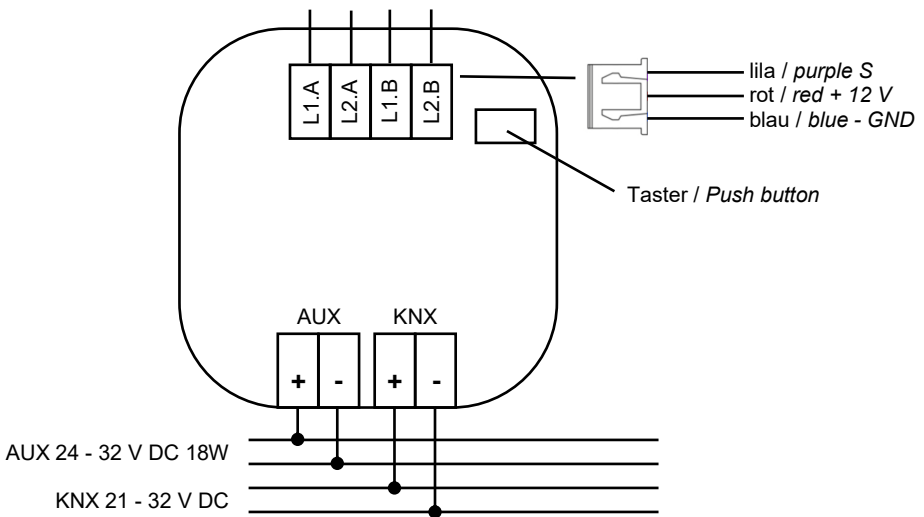 L1.A L2.A L1.B L2.B
lila / purple S
rot / red + 12 V
blau / blue - GND
Taster / Push button
AUX KNX
+ - + -
AUX 24 - 32 V DC 18W
KNX 21 - 32 V DC